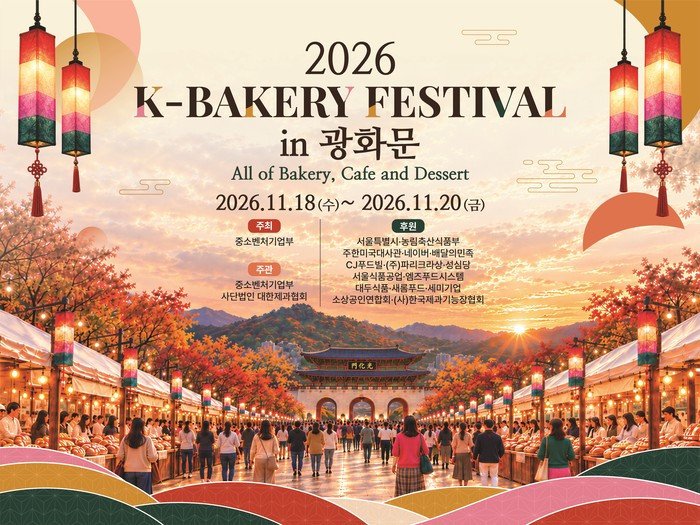 2026
K-BAKERY FESTIVAL
in 광화문
All of Bakery, Cafe and Dessert
2026.11.18(수)~ 2026.11.20(금)
주최
중소벤처기업부
주관
중소벤처기업부
사단법인 대한제과협회
후원
서울특별시·농림축산식품부
주한미국대사관·네이버·배달의민족
CJ푸드빌·(주)파리크라상·성심당
서울식품공업·엠즈푸드시스템
대두식품·새롬푸드·세미기업
소상공인연합회·(사)한국제과기능장협회
門化光